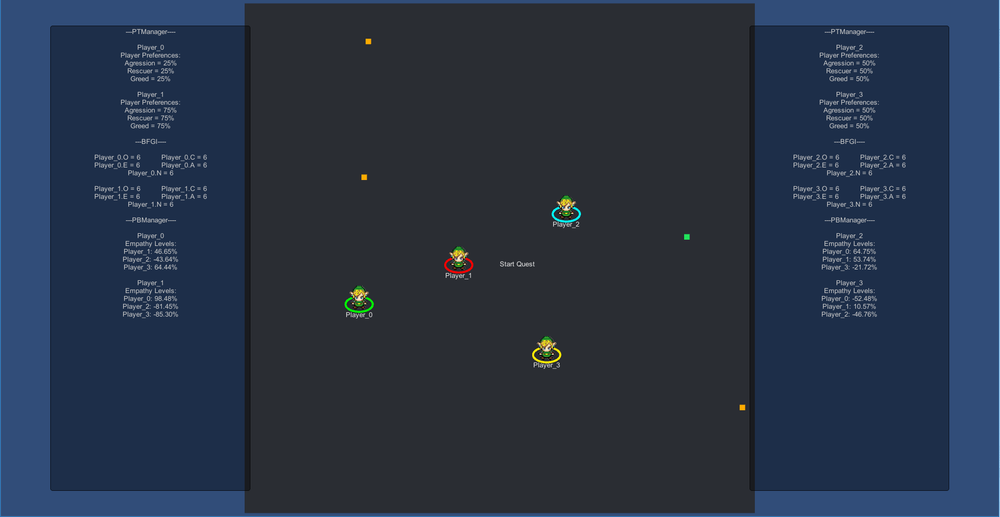 ---PTManager----
Player_0
Player Preferences:
Agression = 25%
Rescuer = 25%
Greed = 25%
Player_1
Player Preferences:
Agression = 75%
Rescuer = 75%
Greed = 75%
---BFGI----
Player_0.O = 6 Player_0.C = 6
Player_0.E = 6 Player_0.A = 6
Player_0.N = 6
Player_1.O = 6 Player_1.C = 6
Player_1.E = 6 Player_1.A = 6
Player_1.N = 6
---PBManager----
Player_0
Empathy Levels:
Player_1: 46.65%
Player_2: -43.64%
Player_3: 64.44%
Player_1
Empathy Levels:
Player_0: 98.48%
Player_2: -81.45%
Player_3: -85.30%
Player_2
Player_1
Start Quest
Player_0
Player_3
---PTManager----
Player_2
Player Preferences:
Agression = 50%
Rescuer = 50%
Greed = 50%
Player_3
Player Preferences:
Agression = 50%
Rescuer = 50%
Greed = 50%
---BFGI----
Player_2.O = 6 Player_2.C = 6
Player_2.E = 6 Player_2.A = 6
Player_2.N = 6
Player_3.O = 6 Player_3.C = 6
Player_3.E = 6 Player_3.A = 6
Player_3.N = 6
---PBManager----
Player_2
Empathy Levels:
Player_0: 64.75%
Player_1: 53.74%
Player_3: -21.72%
Player_3
Empathy Levels:
Player_0: -52.48%
Player_1: 10.57%
Player_2: -46.76%